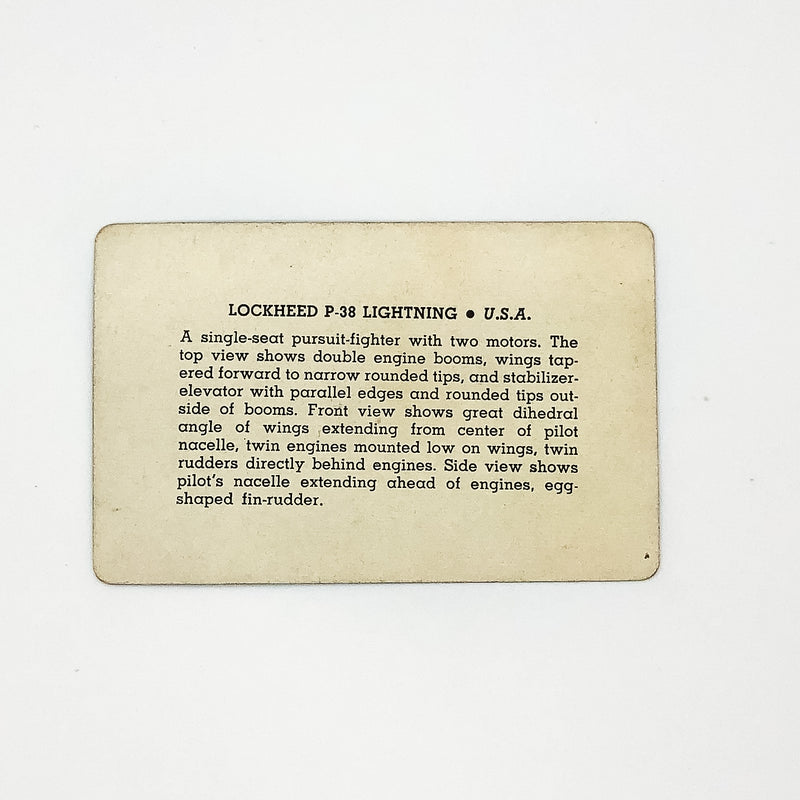 LOCKHEED P-38 LIGHTNING ● U.S.A.
A single-seat pursuit-fighter with two motors. The
top view shows double engine booms, wings tap-
ered forward to narrow rounded tips, and stabilizer-
elevator with parallel edges and rounded tips out-
side of booms. Front view shows great dihedral
angle of wings extending from center of pilot
nacelle, twin engines mounted low on wings, twin
rudders directly behind engines. Side view shows
pilot's nacelle extending ahead of engines, egg-
shaped fin-rudder.